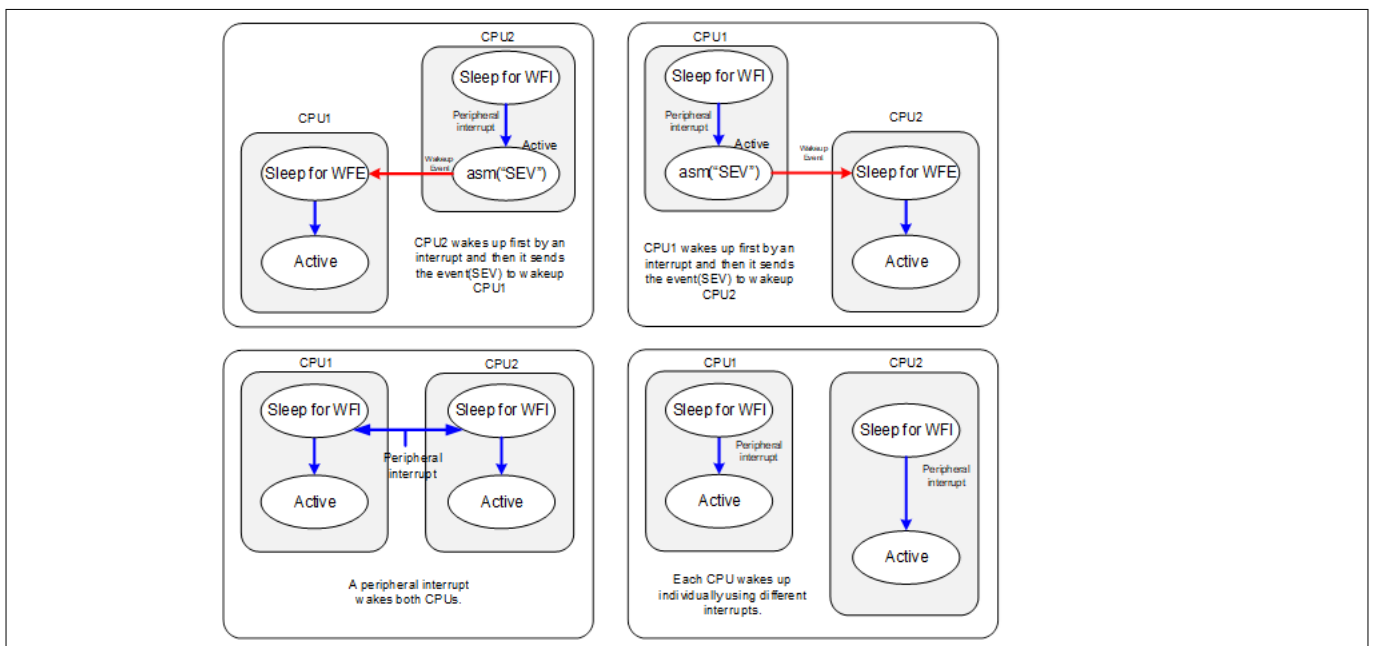 CPU2
Sleep for WFI
Peripheral
interrupt
Active
CPU1
Wakeup
Event
Sleep for WFE
asm("SEV")
Active
CPU2 wakes up first by an
interrupt and then it sends
the event(SEV) to wakeup
CPU1
CPU1
Sleep for WFI
Peripheral
interrupt
Active
CPU2
Wakeup
Event
asm("SEV")
Sleep for WFE
Active
CPU1 wakes up first by an
interrupt and then it sends
the event(SEV) to wakeup
CPU2
CPU1
CPU2
Sleep for WFI
Sleep for WFI
Peripheral
interrupt
Active
Active
A peripheral interrupt
wakes both CPUs.
CPU1
CPU2
Sleep for WFI
Peripheral
interrupt
Active
Sleep for WFI
Peripheral
interrupt
Active
Each CPU wakes up
individually using different
interrupts.